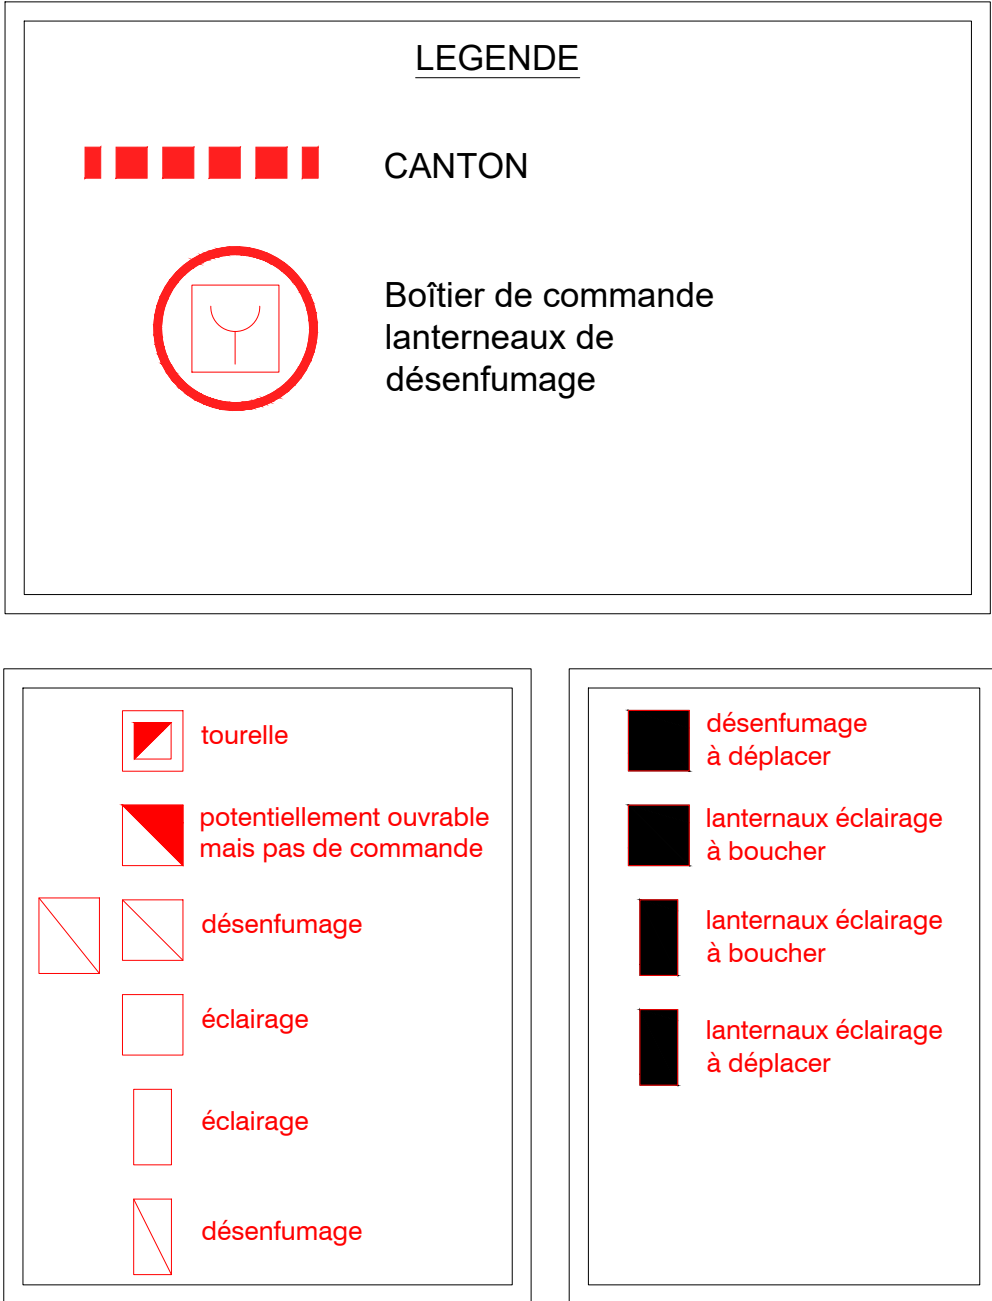 LEGENDE
CANTON
Boîtier de commande
lanterneaux de
désenfumage
tourelle
potentiellement ouvrable
mais pas de commande
désenfumage
éclairage
éclairage
désenfumage
désenfumage
à déplacer
lanternaux éclairage
à boucher
lanternaux éclairage
à boucher
lanternaux éclairage
à déplacer